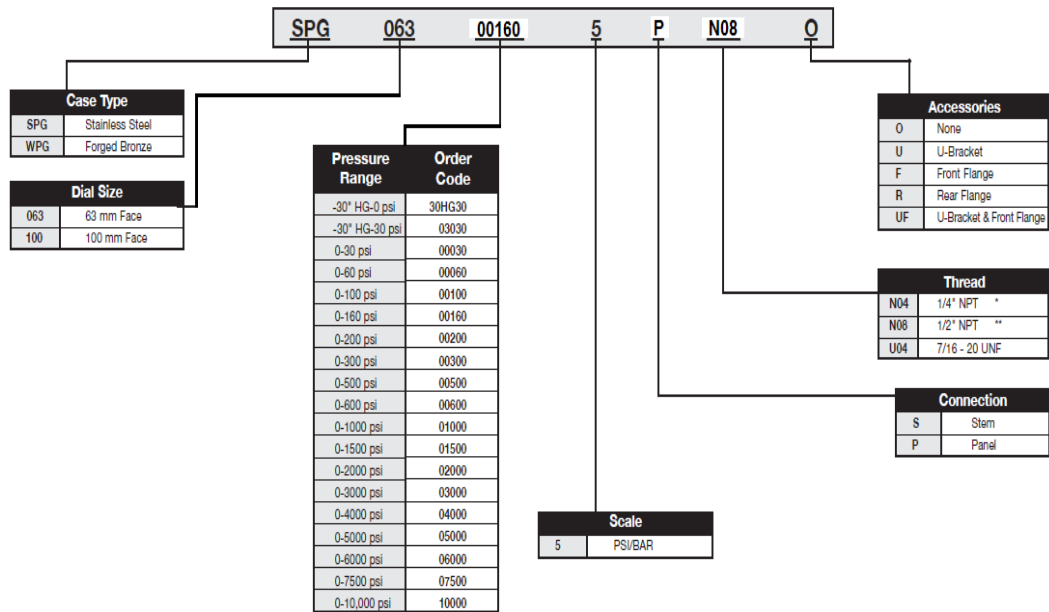 SPG 063 00160 5 P N08 O
Case Type
SPG Stainless Steel
WPG Forged Bronze
Dial Size
063 63 mm Face
100 100 mm Face
Pressure Range Order Code
-30" HG-0 psi 30HG30
-30" HG-30 psi 03030
0-30 psi 00030
0-60 psi 00060
0-100 psi 00100
0-160 psi 00160
0-200 psi 00200
0-300 psi 00300
0-500 psi 00500
0-600 psi 00600
0-1000 psi 01000
0-1500 psi 01500
0-2000 psi 02000
0-3000 psi 03000
0-4000 psi 04000
0-5000 psi 05000
0-6000 psi 06000
0-7500 psi 07500
0-10,000 psi 10000
Scale
5 PSI/BAR
Accessories
O None
U U-Bracket
F Front Flange
R Rear Flange
UF U-Bracket & Front Flange
Thread
N04 1/4" NPT *
N08 1/2" NPT **
U04 7/16 - 20 UNF
Connection
S Stem
P Panel